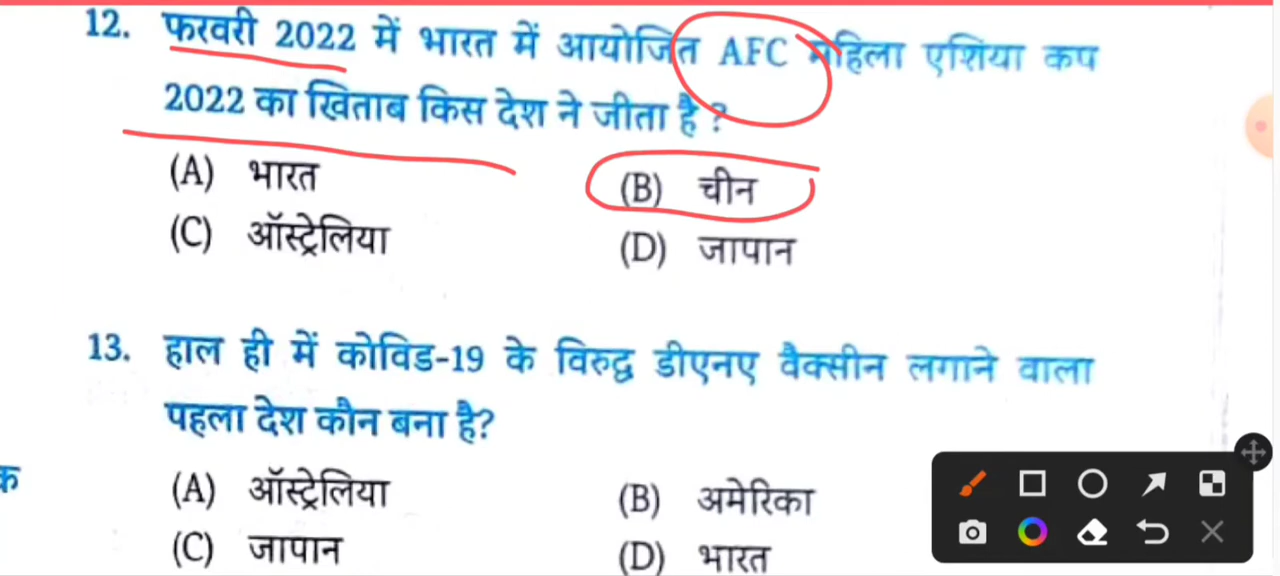 12. फरवरी 2022 में भारत में आयोजित AFC महिला एशिया कप
2022 का खिताब किस देश ने जीता है ?
(A) भारत (B) चीन
(C) ऑस्ट्रेलिया (D) जापान
13. हाल ही में कोविड-19 के विरुद्ध डीएनए वैक्सीन लगाने वाला
पहला देश कौन बना है?
(A) ऑस्ट्रेलिया (B) अमेरिका
(C) जापान (D) भारत